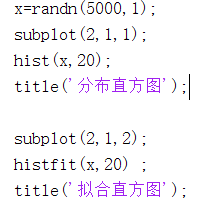 x=randn(5000,1);
subplot(2,1,1);
hist(x,20);
title('分布直方图');
subplot(2,1,2);
histfit(x,20) ;
title('拟合直方图');